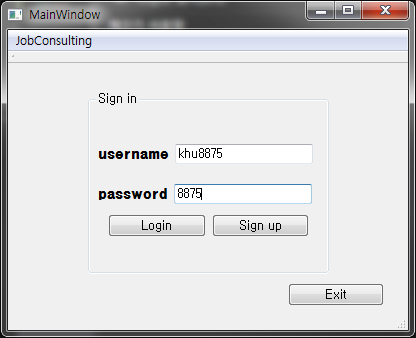 MainWindow
JobConsulting
Sign in
username khu8875
password 8875
Login Sign up
Exit